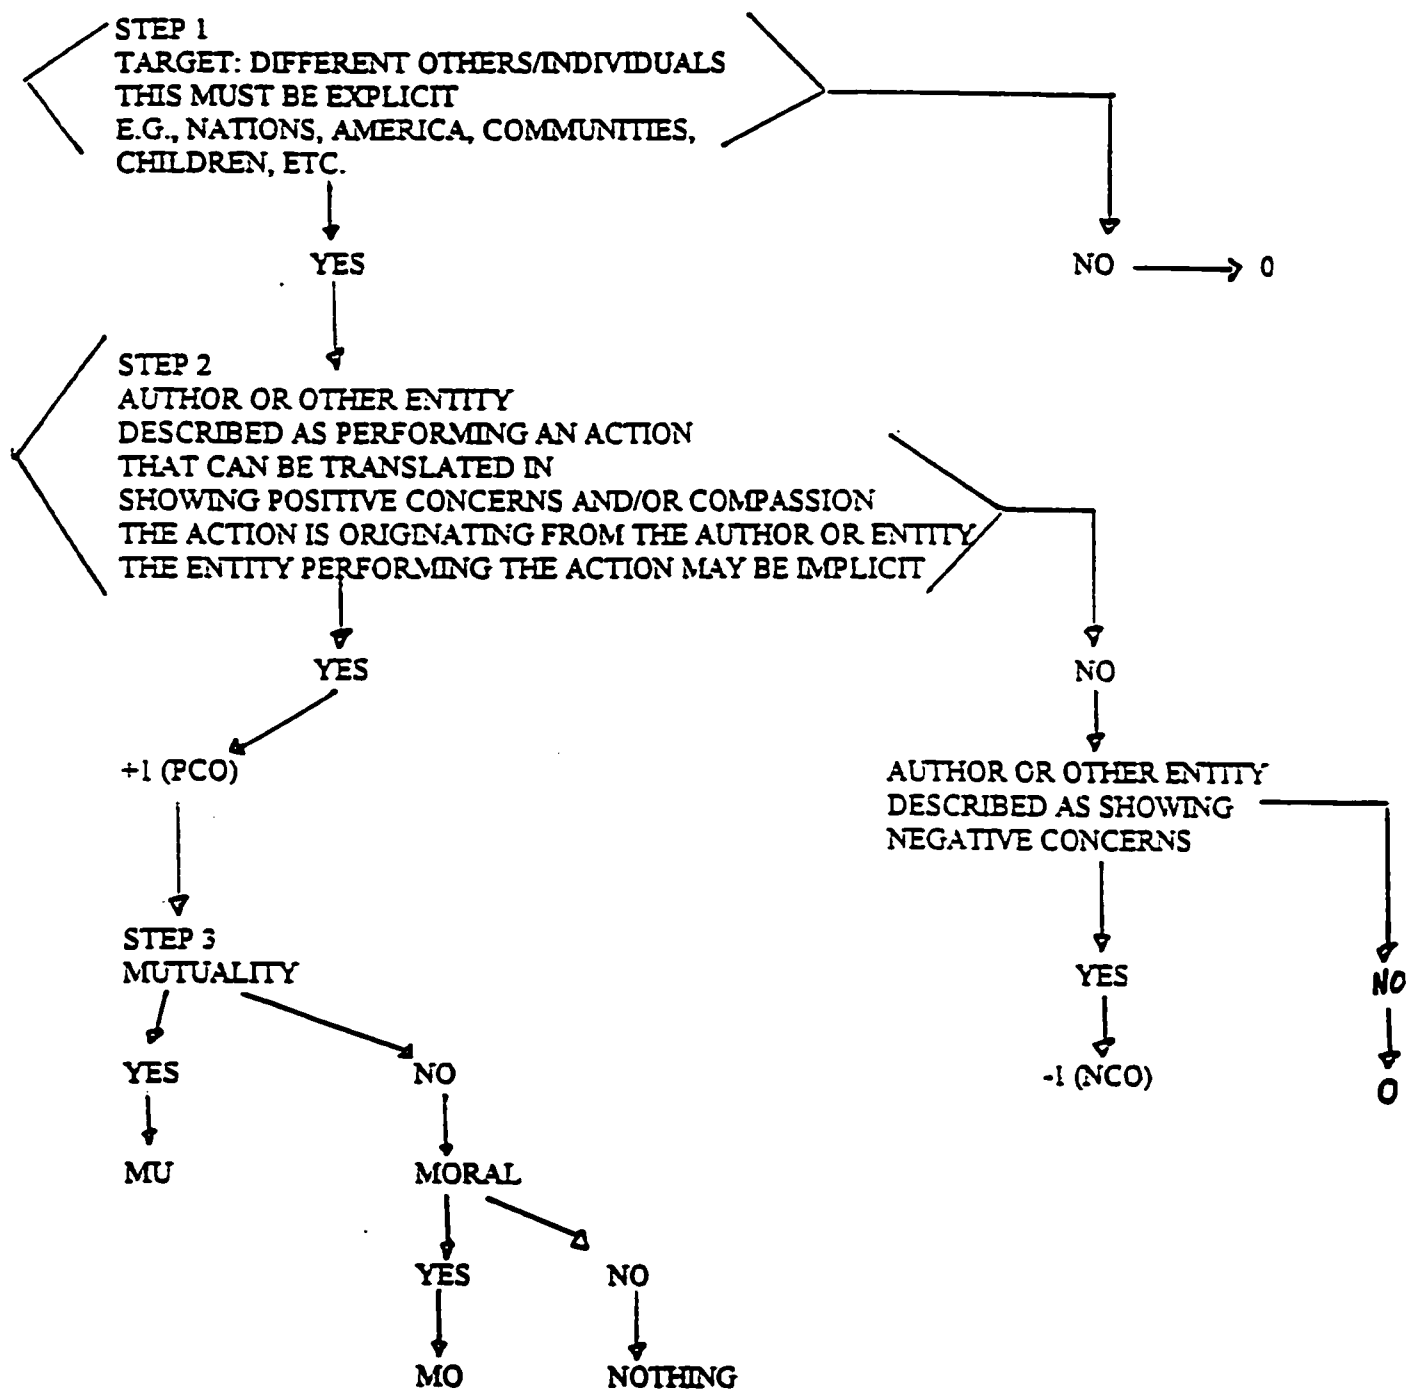 STEP 1
TARGET: DIFFERENT OTHERS/INDIVIDUALS
THIS MUST BE EXPLICIT
E.G., NATIONS, AMERICA, COMMUNITIES,
CHILDREN, ETC.
YES
NO
0
STEP 2
AUTHOR OR OTHER ENTITY
DESCRIBED AS PERFORMING AN ACTION
THAT CAN BE TRANSLATED IN
SHOWING POSITIVE CONCERNS AND/OR COMPASSION
THE ACTION IS ORIGINATING FROM THE AUTHOR OR ENTITY
THE ENTITY PERFORMING THE ACTION MAY BE IMPLICIT
YES
NO
+1 (PCO)
AUTHOR OR OTHER ENTITY
DESCRIBED AS SHOWING
NEGATIVE CONCERNS
STEP 3
MUTUALITY
YES
NO
YES
NO
-1 (NCO)
0
MU
MORAL
YES
NO
MO
NOTHING